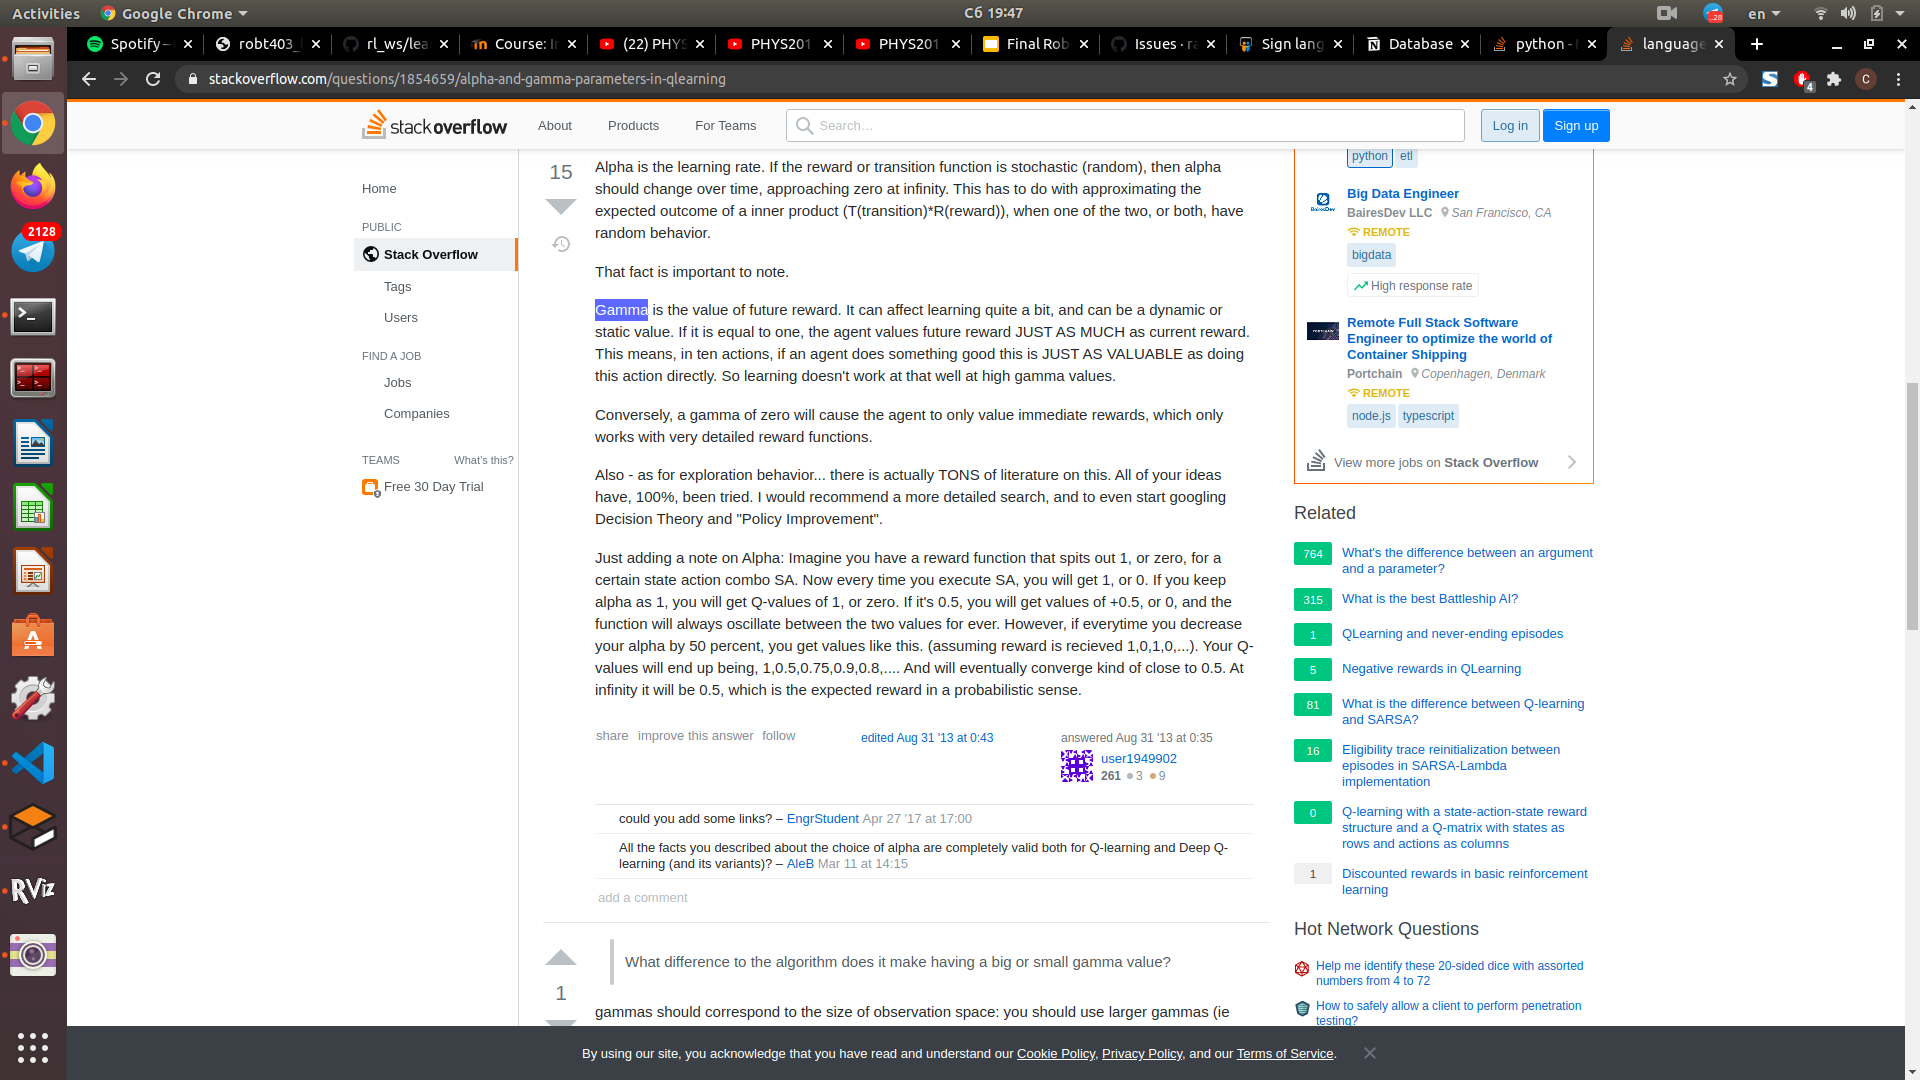 Activities
Google Chrome
Сб 19:47
28
en
Spotify –
robt403_
rl_ws/lea
Course: I
(22) PHYS
PHYS201
PHYS201
Final Rob
Issues · ra
Sign lang
Database
python - N
language
stackoverflow.com/questions/1854659/alpha-and-gamma-parameters-in-qlearning
S
4
C
stackoverflow
About
Products
For Teams
Search…
Log in
Sign up
Home
PUBLIC
Stack Overflow
Tags
Users
FIND A JOB
Jobs
Companies
TEAMS
What's this?
Free 30 Day Trial
2128
RViz
15
Alpha is the learning rate. If the reward or transition function is stochastic (random), then alpha
should change over time, approaching zero at infinity. This has to do with approximating the
expected outcome of a inner product (T(transition)*R(reward)), when one of the two, or both, have
random behavior.
That fact is important to note.
Gamma is the value of future reward. It can affect learning quite a bit, and can be a dynamic or
static value. If it is equal to one, the agent values future reward JUST AS MUCH as current reward.
This means, in ten actions, if an agent does something good this is JUST AS VALUABLE as doing
this action directly. So learning doesn't work at that well at high gamma values.
Conversely, a gamma of zero will cause the agent to only value immediate rewards, which only
works with very detailed reward functions.
Also - as for exploration behavior... there is actually TONS of literature on this. All of your ideas
have, 100%, been tried. I would recommend a more detailed search, and to even start googling
Decision Theory and "Policy Improvement".
Just adding a note on Alpha: Imagine you have a reward function that spits out 1, or zero, for a
certain state action combo SA. Now every time you execute SA, you will get 1, or 0. If you keep
alpha as 1, you will get Q-values of 1, or zero. If it's 0.5, you will get values of +0.5, or 0, and the
function will always oscillate between the two values for ever. However, if everytime you decrease
your alpha by 50 percent, you get values like this. (assuming reward is recieved 1,0,1,0,...). Your Q-
values will end up being, 1,0.5,0.75,0.9,0.8,.... And will eventually converge kind of close to 0.5. At
infinity it will be 0.5, which is the expected reward in a probabilistic sense.
share improve this answer follow
edited Aug 31 '13 at 0:43
answered Aug 31 '13 at 0:35
user1949902
261 3 9
could you add some links? – EngrStudent Apr 27 '17 at 17:00
All the facts you described about the choice of alpha are completely valid both for Q-learning and Deep Q-
learning (and its variants)? – AleB Mar 11 at 14:15
add a comment
What difference to the algorithm does it make having a big or small gamma value?
1
gammas should correspond to the size of observation space: you should use larger gammas (ie
python
etl
BairesDev
Big Data Engineer
BairesDev LLC San Francisco, CA
REMOTE
bigdata
High response rate
PORTCHAIN
Remote Full Stack Software
Engineer to optimize the world of
Container Shipping
Portchain Copenhagen, Denmark
REMOTE
node.js typescript
View more jobs on Stack Overflow
Related
764 What's the difference between an argument
and a parameter?
315 What is the best Battleship AI?
1 QLearning and never-ending episodes
5 Negative rewards in QLearning
81 What is the difference between Q-learning
and SARSA?
16 Eligibility trace reinitialization between
episodes in SARSA-Lambda
implementation
0 Q-learning with a state-action-state reward
structure and a Q-matrix with states as
rows and actions as columns
1 Discounted rewards in basic reinforcement
learning
Hot Network Questions
Help me identify these 20-sided dice with assorted
numbers from 4 to 72
How to safely allow a client to perform penetration
testing?
By using our site, you acknowledge that you have read and understand our Cookie Policy, Privacy Policy, and our Terms of Service.